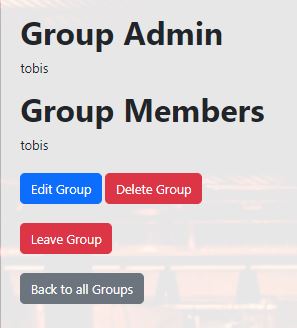 Group Admin
tobis
Group Members
tobis
Edit Group Delete Group
Leave Group
Back to all Groups